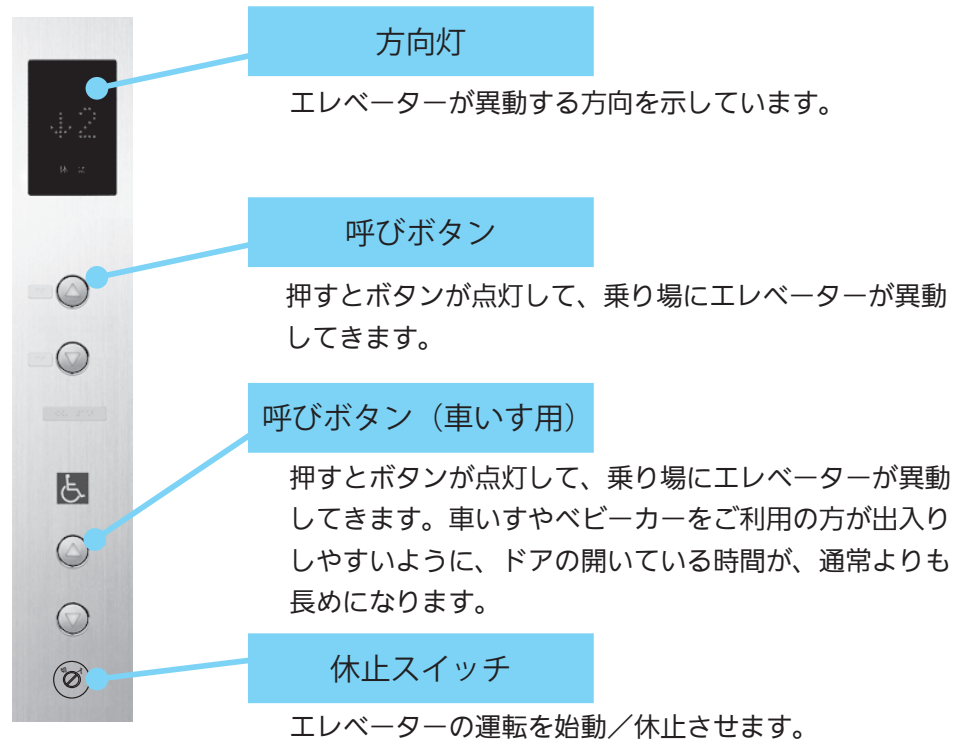 方向灯
エレベーターが異動する方向を示しています。
↓2
呼びボタン
押すとボタンが点灯して、乗り場にエレベーターが異動
してきます。
呼びボタン（車いす用）
押すとボタンが点灯して、乗り場にエレベーターが異動
してきます。車いすやベビーカーをご利用の方が出入り
しやすいように、ドアの開いている時間が、通常よりも
長めになります。
休止スイッチ
エレベーターの運転を始動／休止させます。